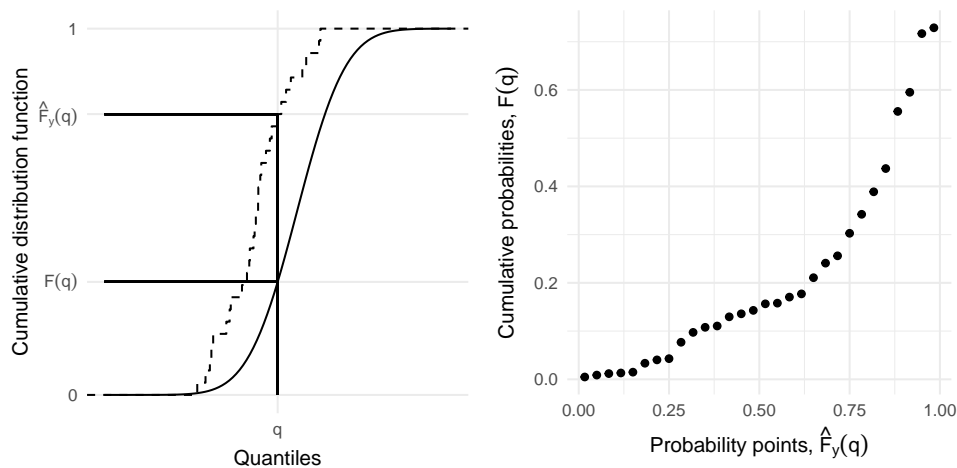 Cumulative distribution function
1
F̂y(q)
F(q)
0
q
Quantiles
Cumulative probabilities, F(q)
0.6
0.4
0.2
0.0
0.00 0.25 0.50 0.75 1.00
Probability points, F̂y(q)